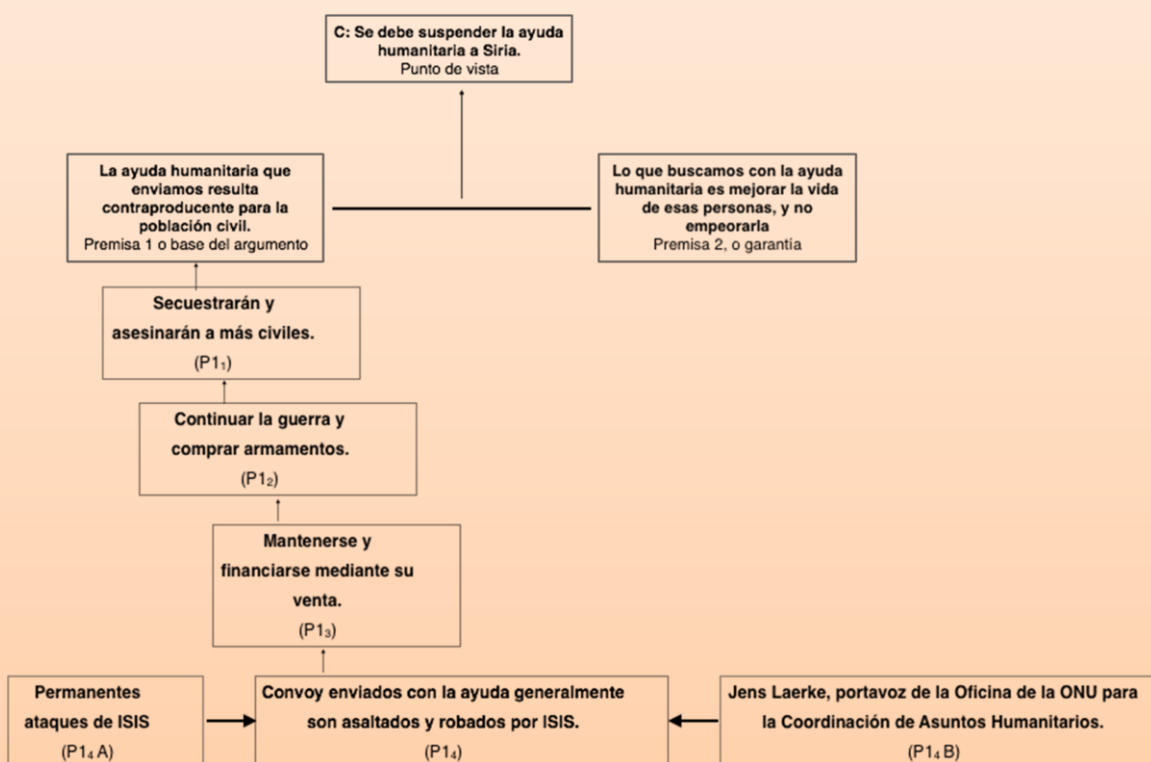 C: Se debe suspender la ayuda
humanitaria a Siria.
Punto de vista
La ayuda humanitaria que
enviamos resulta
contraproducente para la
población civil.
Premisa 1 o base del argumento
Lo que buscamos con la ayuda
humanitaria es mejorar la vida
de esas personas, y no
empeorarla
Premisa 2, o garantía
Secuestrarán y
asesinarán a más civiles.
(P1₁)
Continuar la guerra y
comprar armamentos.
(P1₂)
Mantenerse y
financiarse mediante su
venta.
(P1₃)
Permanentes
ataques de ISIS
(P1₄ A)
Convoy enviados con la ayuda generalmente
son asaltados y robados por ISIS.
(P1₄)
Jens Laerke, portavoz de la Oficina de la ONU para
la Coordinación de Asuntos Humanitarios.
(P1₄ B)